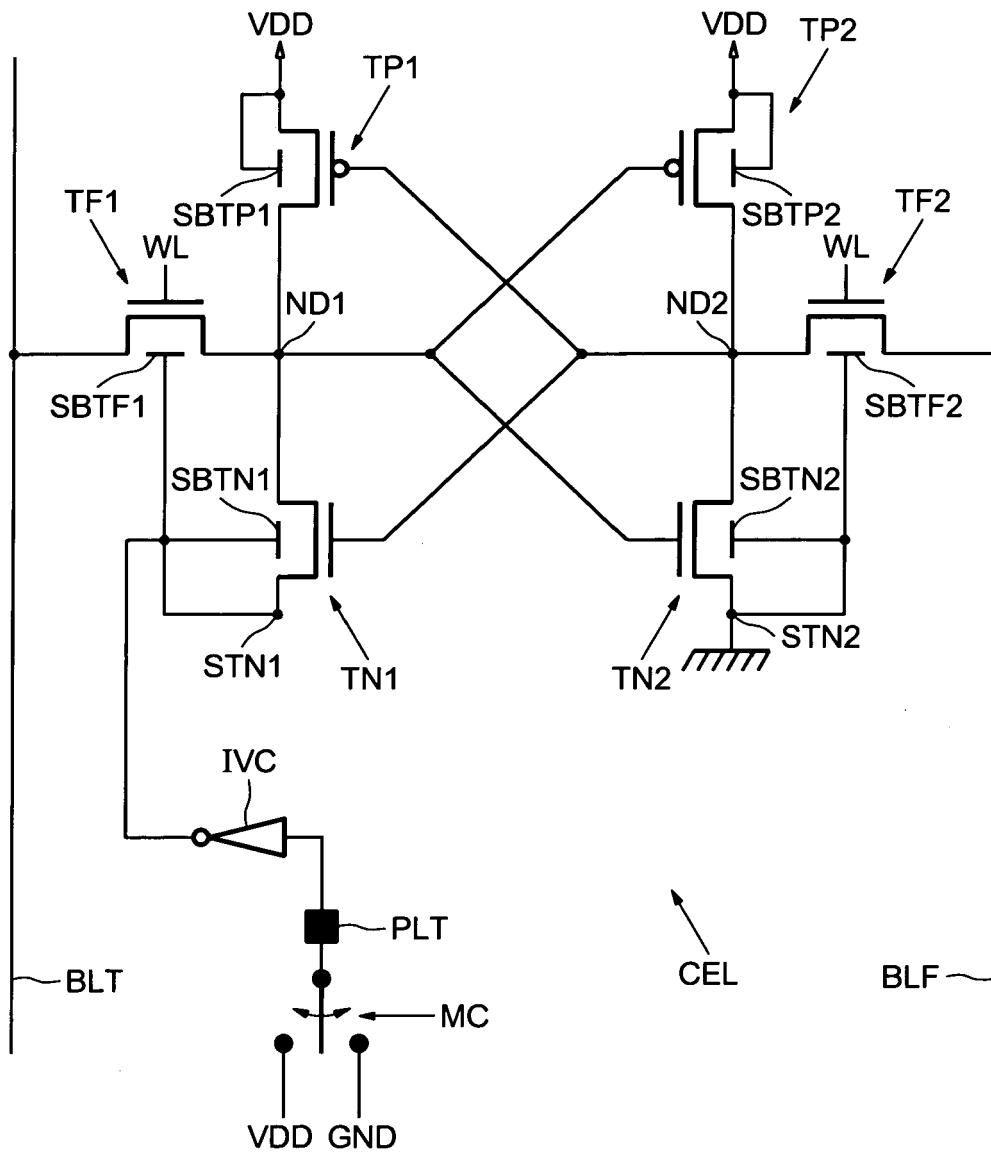 VDD
VDD
TP2
TP1
SBTP1
SBTP2
TF1
TF2
WL
WL
ND1
ND2
SBTF1
SBTF2
SBTN1
SBTN2
STN1
STN2
TN1
TN2
IVC
PLT
BLT
CEL
BLF
MC
VDD
GND